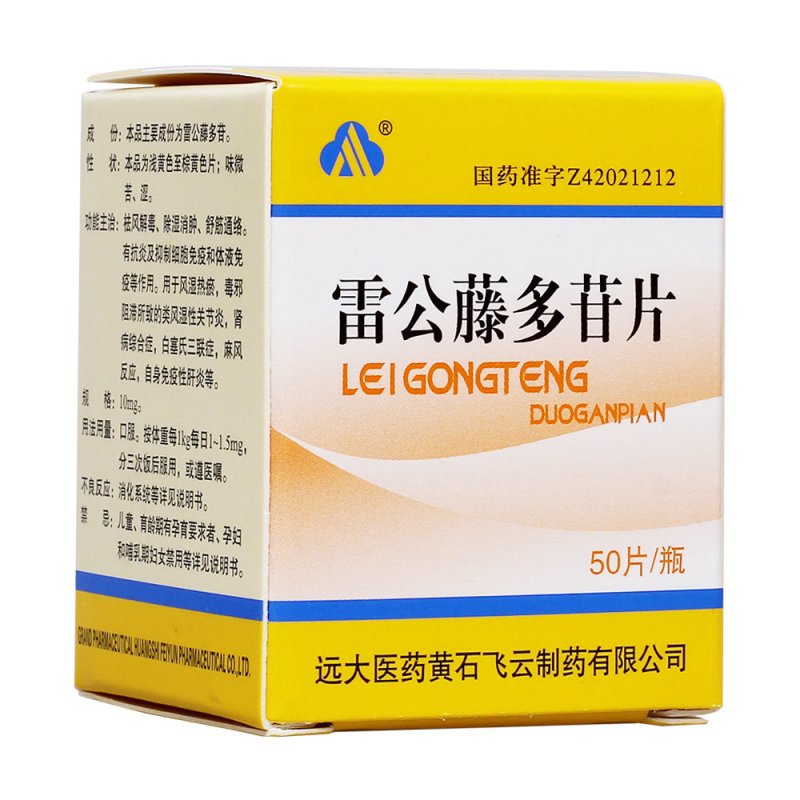 ®
国药准字Z42021212
雷公藤多苷片
LEIGONGTENG
DUOGANPIAN
50片/瓶
远大医药黄石飞云制药有限公司
成 份：本品主要成份为雷公藤多苷。
性 状：本品为浅黄色至棕黄色片；味微
苦、涩。
功能主治：祛风解毒、除湿消肿、舒筋通络。
有抗炎及抑制细胞免疫和体液免
疫等作用。用于风湿热瘀，毒邪
阻滞所致的类风湿性关节炎，肾
病综合症，白塞氏三联症，麻风
反应，自身免疫性肝炎等。
规 格：10mg。
用法用量：口服。按体重每1kg每日1~1.5mg，
分三次饭后服用，或遵医嘱。
不良反应：消化系统等详见说明书。
禁 忌：儿童、育龄期有孕育要求者、孕妇
和哺乳期妇女禁用等详见说明书。
GRAND PHARMACEUTICAL HUANGSHI FEIYUN PHARMACEUTICAL CO.,LTD.